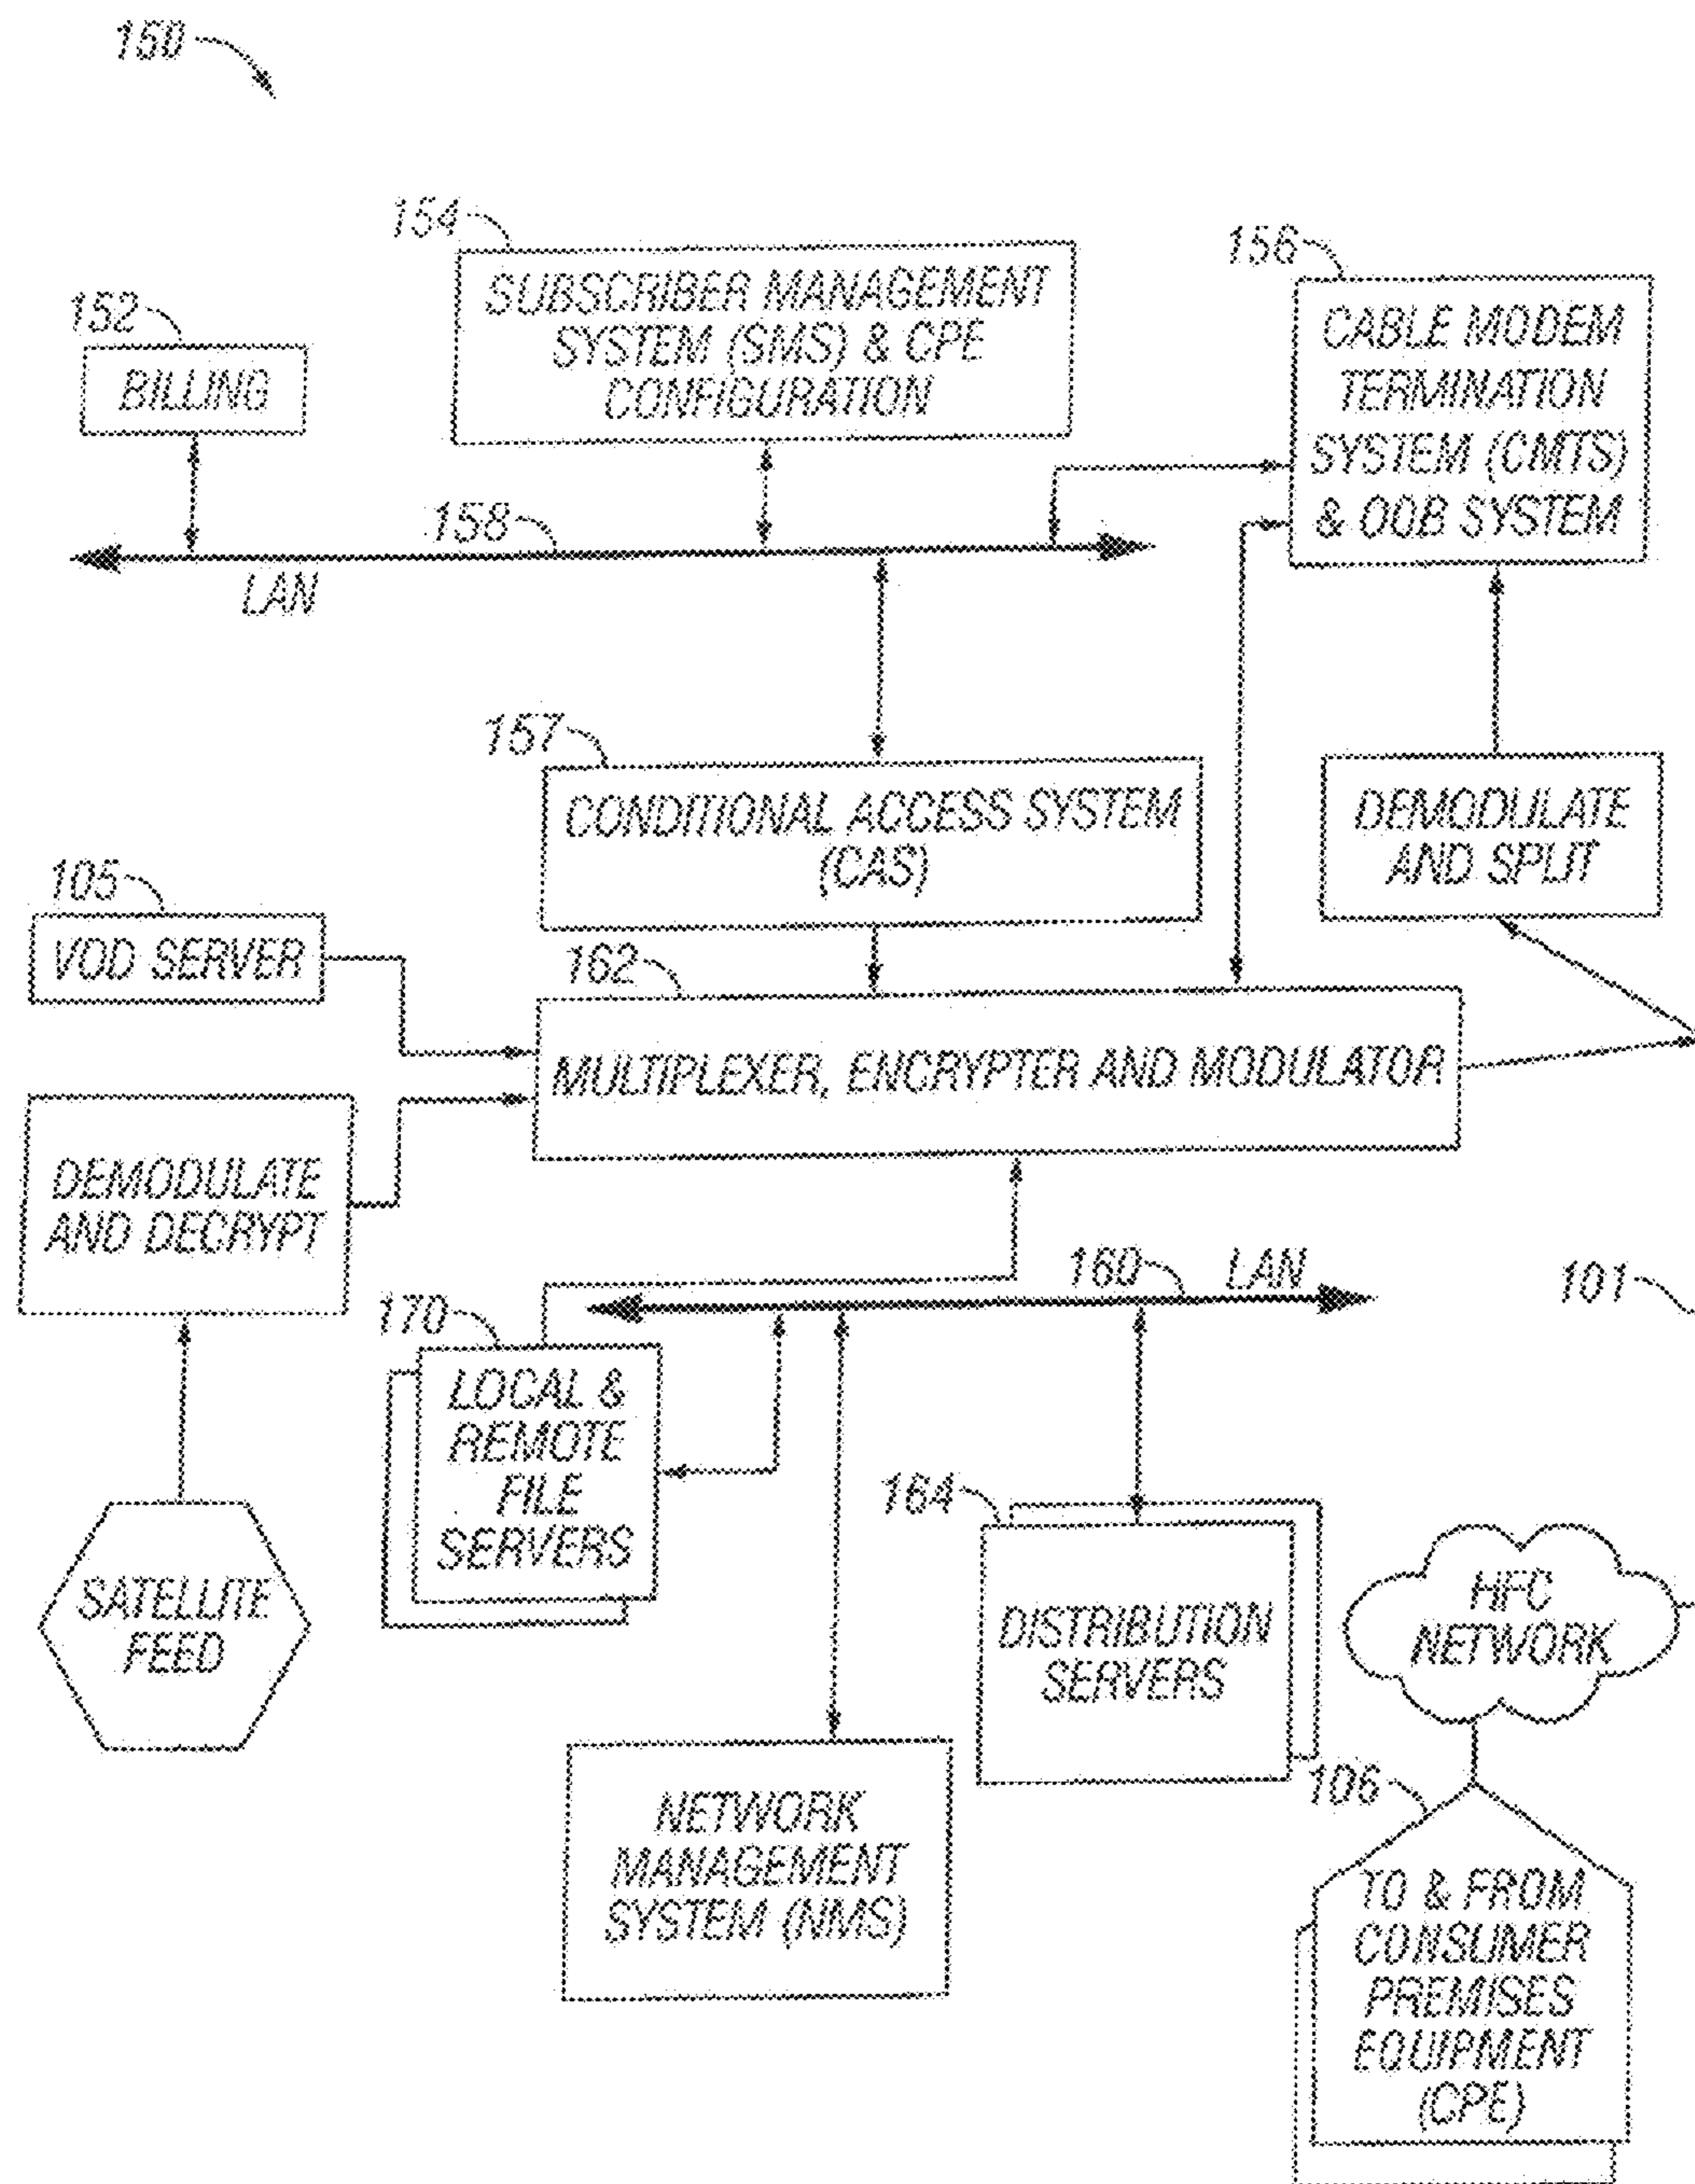 150
154
SUBSCRIBER MANAGEMENT
SYSTEM (SMS) & CPE
CONFIGURATION
156
CABLE MODEM
TERMINATION
SYSTEM (CMTS)
& OOB SYSTEM
152
BILLING
158
LAN
157
CONDITIONAL ACCESS SYSTEM
(CAS)
DEMODULATE
AND SPLIT
105
VOD SERVER
162
MULTIPLEXER, ENCRYPTER AND MODULATOR
DEMODULATE
AND DECRYPT
160
LAN
101
170
LOCAL &
REMOTE
FILE
SERVERS
164
DISTRIBUTION
SERVERS
SATELLITE
FEED
HFC
NETWORK
NETWORK
MANAGEMENT
SYSTEM (NMS)
106
TO & FROM
CONSUMER
PREMISES
EQUIPMENT
(CPE)